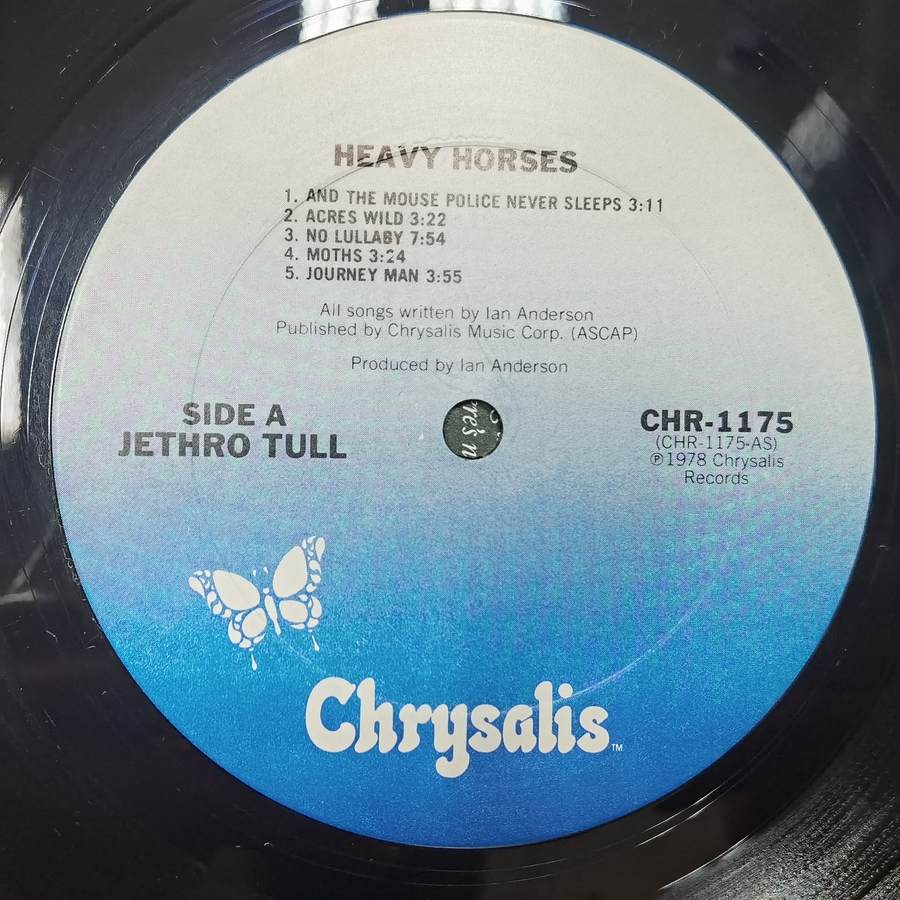 HEAVY HORSES
1. AND THE MOUSE POLICE NEVER SLEEPS 3:11
2. ACRES WILD 3:22
3. NO LULLABY 7:54
4. MOTHS 3:24
5. JOURNEY MAN 3:55
All songs written by Ian Anderson
Published by Chrysalis Music Corp. (ASCAP)
Produced by Ian Anderson
SIDE A
JETHRO TULL
CHR-1175
(CHR-1175-AS)
℗1978 Chrysalis
Records
Chrysalis™